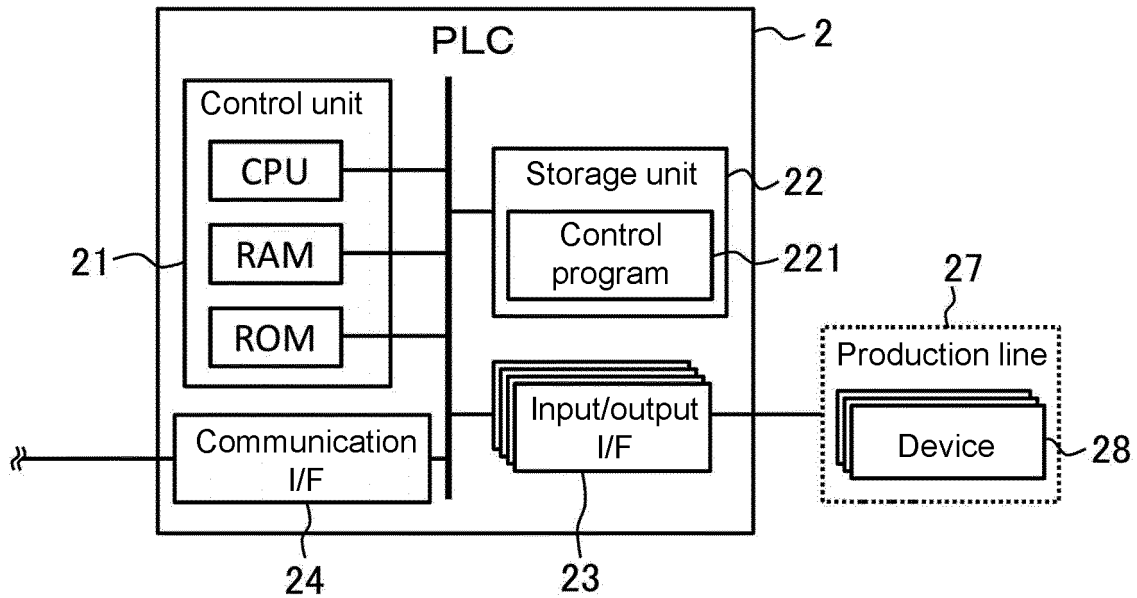 PLC
2
Control unit
CPU
RAM
ROM
21
Storage unit
22
Control
program
221
27
Production line
Device
28
Input/output
I/F
23
Communication
I/F
24